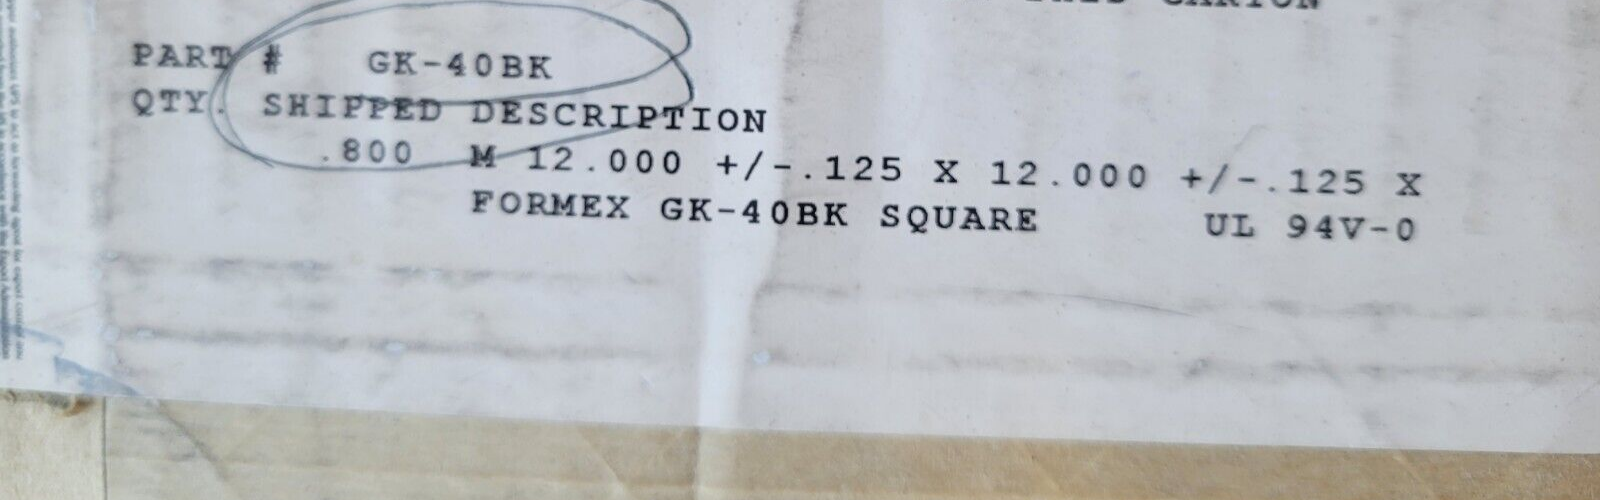 CARTON
PART # GK-40BK
QTY. SHIPPED DESCRIPTION
.800 M 12.000 +/-.125 X 12.000 +/-.125 X
FORMEX GK-40BK SQUARE UL 94V-0